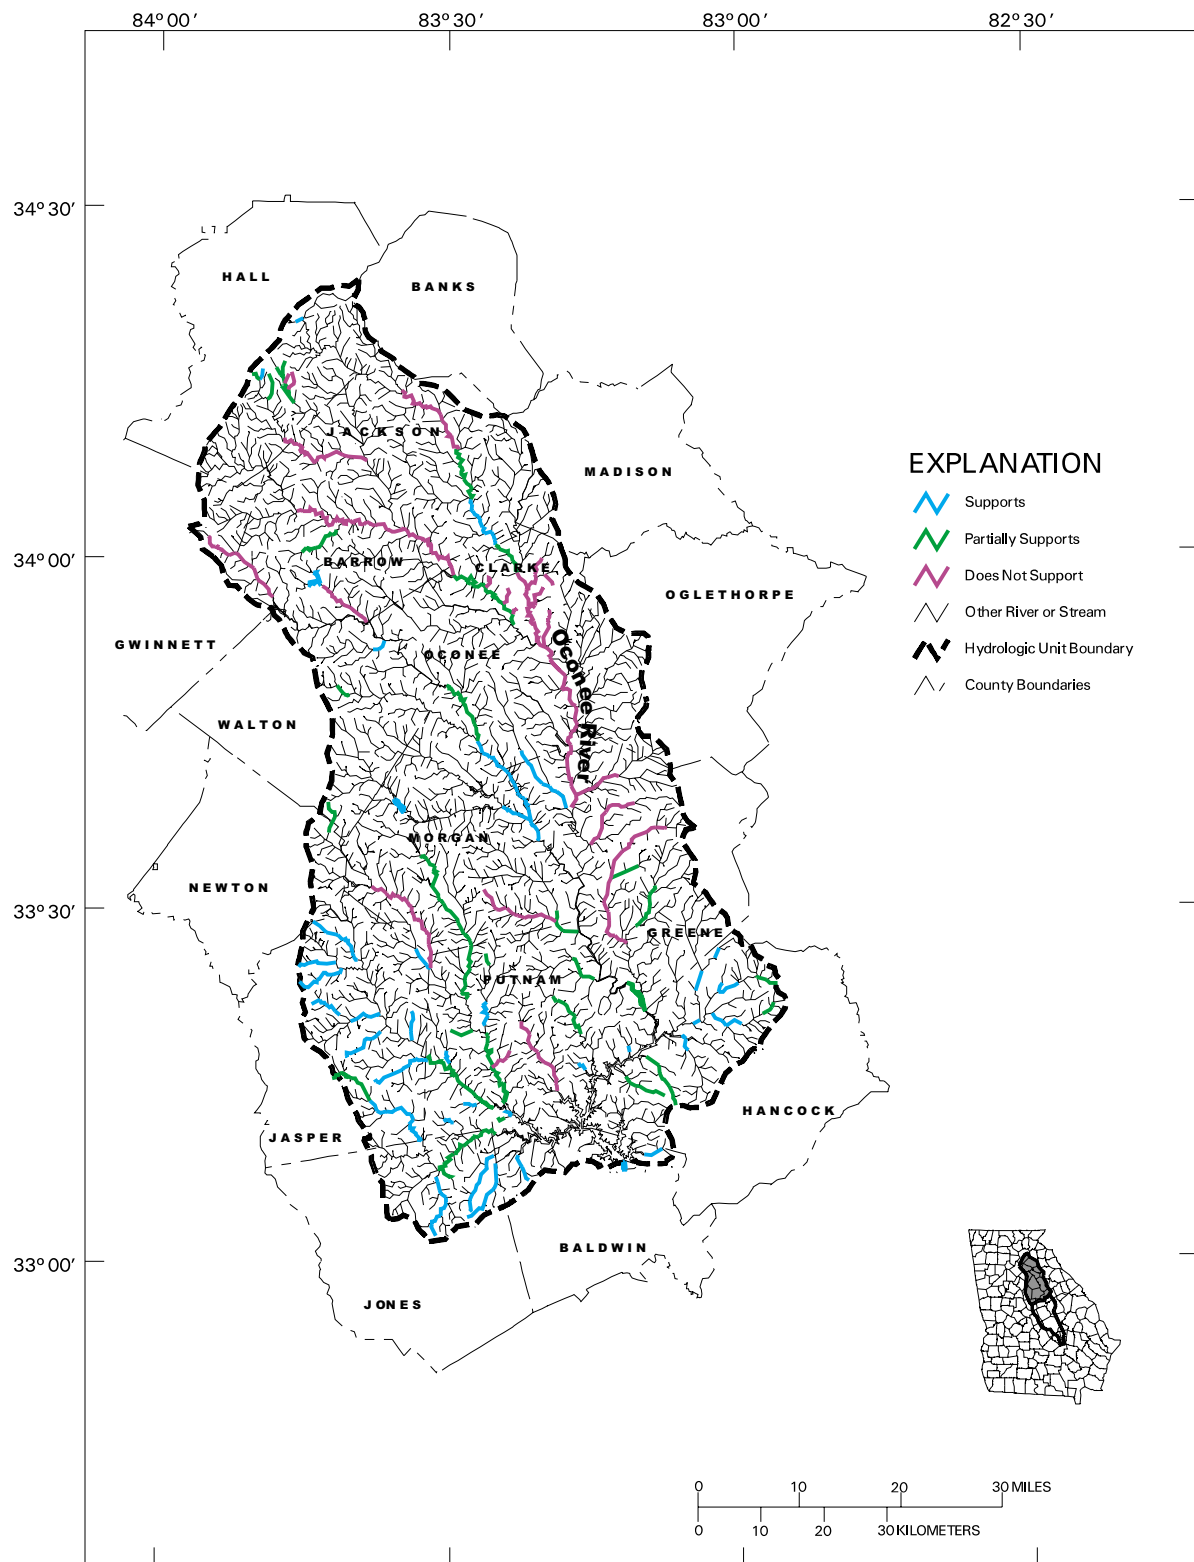 84°00′ 83°30′ 83°00′ 82°30′
34°30′
HALL
BANKS
JACKSON
MADISON
EXPLANATION
Supports
Partially Supports
Does Not Support
Other River or Stream
Hydrologic Unit Boundary
County Boundaries
34°00′
BARROW
CLARKE
OGLETHORPE
GWINNETT
OCONEE
Oconee River
WALTON
MORGAN
NEWTON
33°30′
GREENE
PUTNAM
HANCOCK
JASPER
BALDWIN
33°00′
JONES
0 10 20 30 MILES
0 10 20 30 KILOMETERS